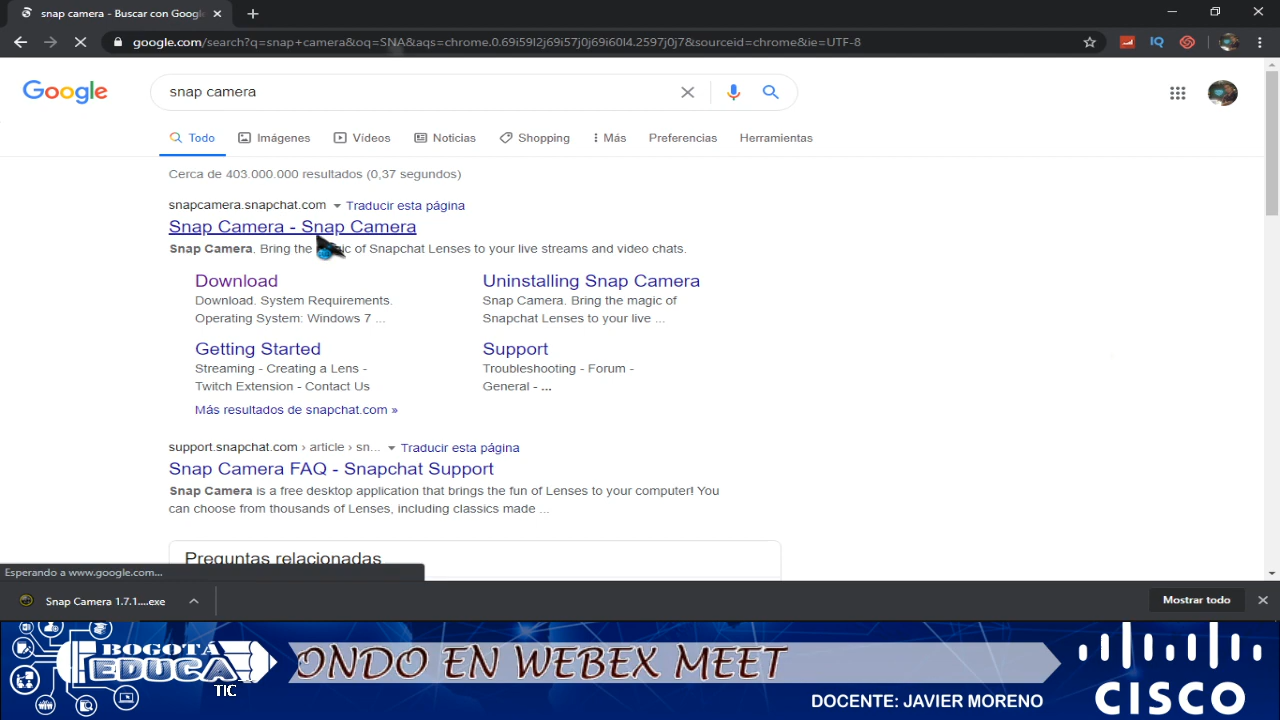 snap camera - Buscar con Googl
google.com/search?q=snap+camera&oq=SNA&aqs=chrome.0.69i59l2j69i57j0j69i60l4.2597j0j7&sourceid=chrome&ie=UTF-8
Google
snap camera
Todo Imágenes Vídeos Noticias Shopping Más Preferencias Herramientas
Cerca de 403.000.000 resultados (0,37 segundos)
snapcamera.snapchat.com Traducir esta página
Snap Camera - Snap Camera
Snap Camera. Bring the magic of Snapchat Lenses to your live streams and video chats.
Download
Download. System Requirements.
Operating System: Windows 7 ...
Uninstalling Snap Camera
Snap Camera. Bring the magic of
Snapchat Lenses to your live ...
Getting Started
Streaming - Creating a Lens -
Twitch Extension - Contact Us
Support
Troubleshooting - Forum -
General - ...
Más resultados de snapchat.com »
support.snapchat.com › article › sn... Traducir esta página
Snap Camera FAQ - Snapchat Support
Snap Camera is a free desktop application that brings the fun of Lenses to your computer! You
can choose from thousands of Lenses, including classics made ...
Preguntas relacionadas
Esperando a www.google.com...
Snap Camera 1.7.1....exe
Mostrar todo
BOGOTA
EDUCA
TIC
ONDO EN WEBEX MEET
DOCENTE: JAVIER MORENO
CISCO